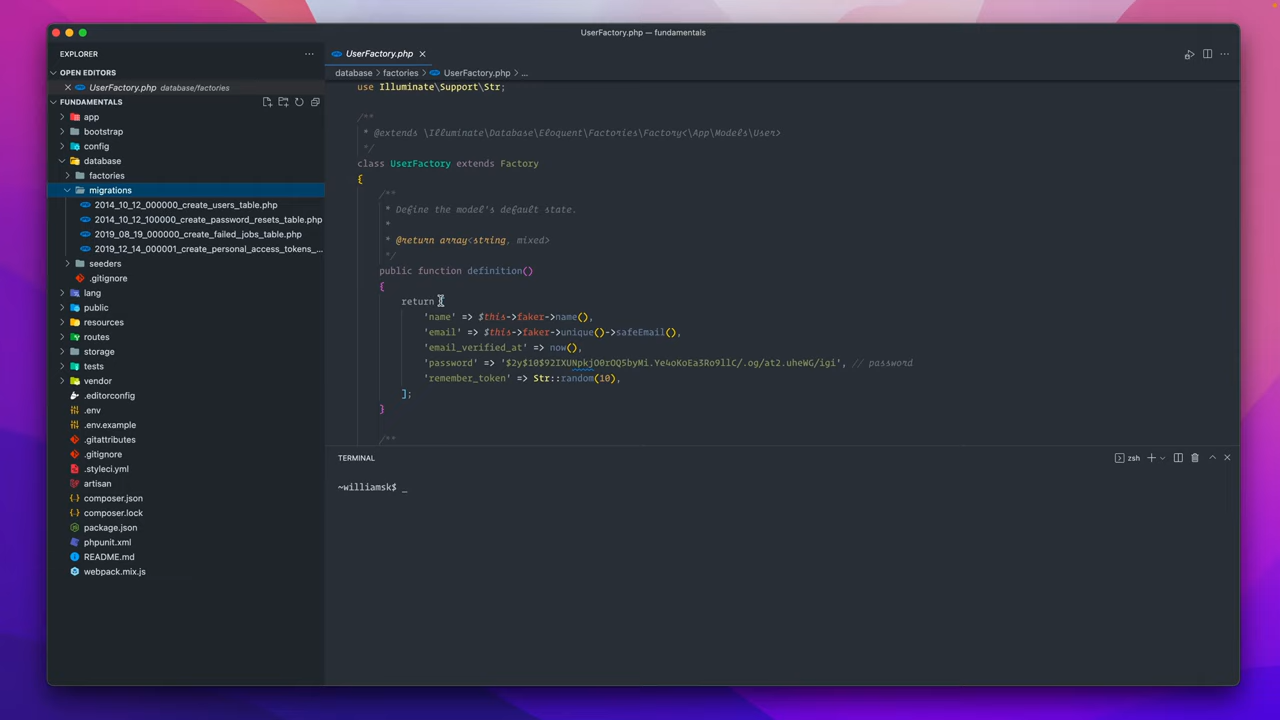 UserFactory.php — fundamentals
EXPLORER
OPEN EDITORS
UserFactory.php database/factories
FUNDAMENTALS
app
bootstrap
config
database
factories
migrations
2014_10_12_000000_create_users_table.php
2014_10_12_100000_create_password_resets_table.php
2019_08_19_000000_create_failed_jobs_table.php
2019_12_14_000001_create_personal_access_tokens_...
seeders
.gitignore
lang
public
resources
routes
storage
tests
vendor
.editorconfig
.env
.env.example
.gitattributes
.gitignore
.styleci.yml
artisan
composer.json
composer.lock
package.json
phpunit.xml
README.md
webpack.mix.js
UserFactory.php
database > factories > UserFactory.php > ...
use Illuminate\Support\Str;
/**
* @extends \Illuminate\Database\Eloquent\Factories\Factory<\App\Models\User>
*/
class UserFactory extends Factory
{
/**
* Define the model's default state.
*
* @return array<string, mixed>
*/
public function definition()
{
return
'name' => $this->faker->name(),
'email' => $this->faker->unique()->safeEmail(),
'email_verified_at' => now(),
'password' => '$2y$10$92IXUNpkjO0rOQ5byMi.Ye4oKoEa3Ro9llC/.og/at2.uheWG/igi', // password
'remember_token' => Str::random(10),
];
}
/**
TERMINAL
zsh
~williamsk$ _